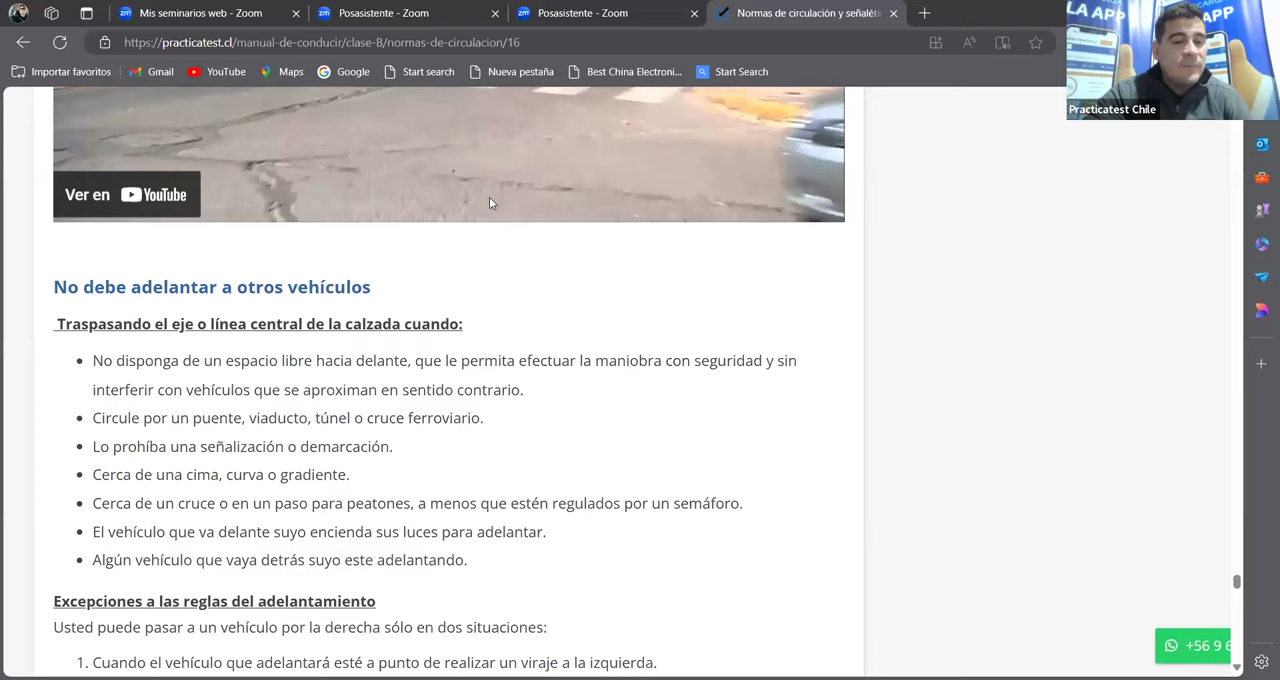 Mis seminarios web - Zoom
Posasistente - Zoom
Posasistente - Zoom
Normas de circulación y señaléti
https://practicatest.cl/manual-de-conducir/clase-B/normas-de-circulacion/16
Importar favoritos
Gmail
YouTube
Maps
Google
Start search
Nueva pestaña
Best China Electroni...
Start Search
LA APP
APP
Practicatest Chile
Ver en YouTube
No debe adelantar a otros vehículos
Traspasando el eje o línea central de la calzada cuando:
No disponga de un espacio libre hacia delante, que le permita efectuar la maniobra con seguridad y sin
interferir con vehículos que se aproximan en sentido contrario.
Circule por un puente, viaducto, túnel o cruce ferroviario.
Lo prohíba una señalización o demarcación.
Cerca de una cima, curva o gradiente.
Cerca de un cruce o en un paso para peatones, a menos que estén regulados por un semáforo.
El vehículo que va delante suyo encienda sus luces para adelantar.
Algún vehículo que vaya detrás suyo este adelantando.
Excepciones a las reglas del adelantamiento
Usted puede pasar a un vehículo por la derecha sólo en dos situaciones:
1. Cuando el vehículo que adelantará esté a punto de realizar un viraje a la izquierda.
+56 9 6